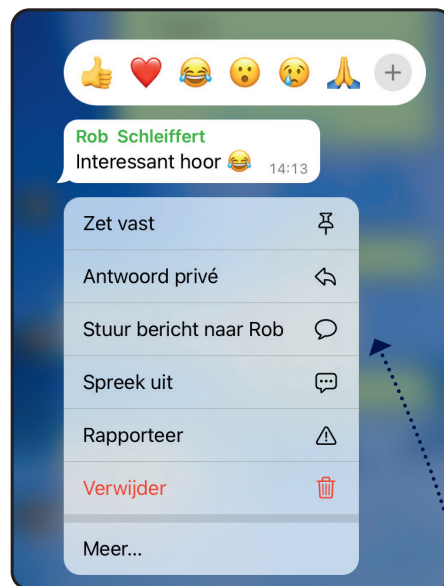 Rob Schleiffert
Interessant hoor 😂
14:13
Zet vast
Antwoord privé
Stuur bericht naar Rob
Spreek uit
Rapporteer
Verwijder
Meer...